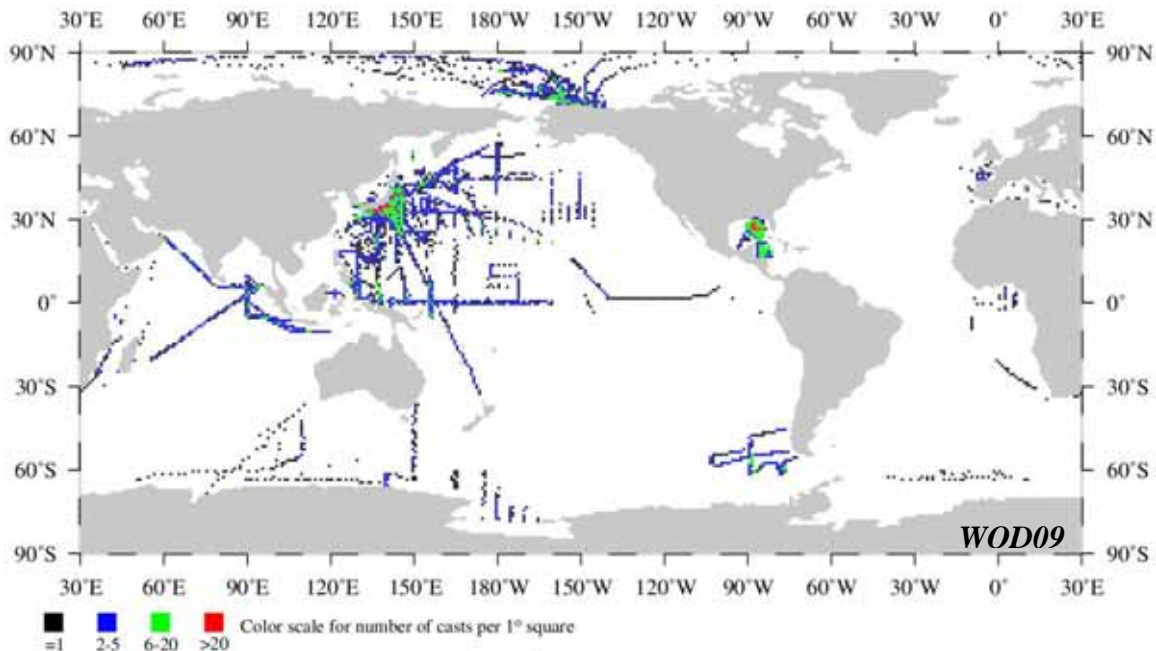 30˚E 60˚E 90˚E 120˚E 150˚E 180˚W 150˚W 120˚W 90˚W 60˚W 30˚W 0˚ 30˚E
90˚N 90˚N
60˚N 60˚N
30˚N 30˚N
0˚ 0˚
30˚S 30˚S
60˚S 60˚S
WOD09
90˚S 90˚S
30˚E 60˚E 90˚E 120˚E 150˚E 180˚W 150˚W 120˚W 90˚W 60˚W 30˚W 0˚ 30˚E
Color scale for number of casts per 1° square
=1 2-5 6-20 >20